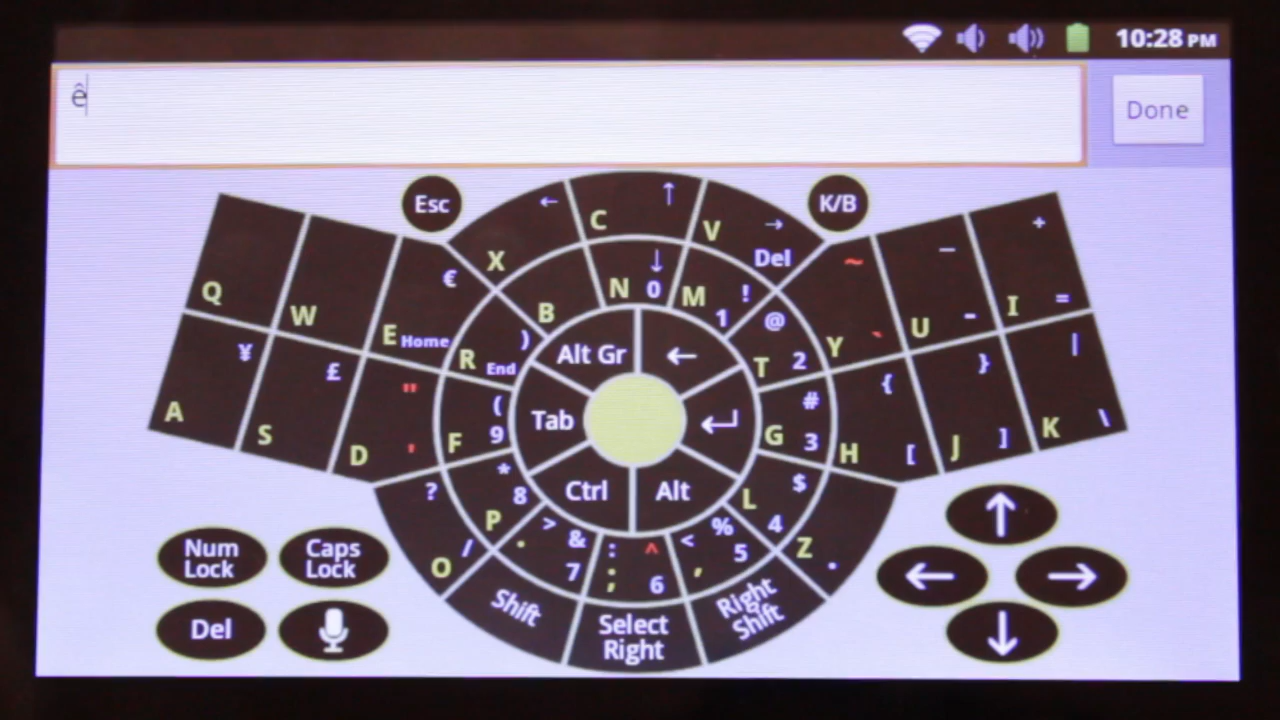 10:28 PM
ê
Done
Esc
K/B
Q
W
E Home €
X ←
C ↑
V → Del
Y ~ `
U _ -
I + =
A ¥
S £
D " '
R ) End
B
N ↓ 0
M ! 1
T @ 2
H { [
J } ]
K | \
F ( 9
G # 3
Alt Gr
←
Tab
↵
Ctrl
Alt
O ? /
P * 8
. > & 7
: ; ^ 6
< , % 5
L $ 4
Z .
Shift
Select
Right
Right
Shift
Num
Lock
Caps
Lock
Del
↑
←
→
↓